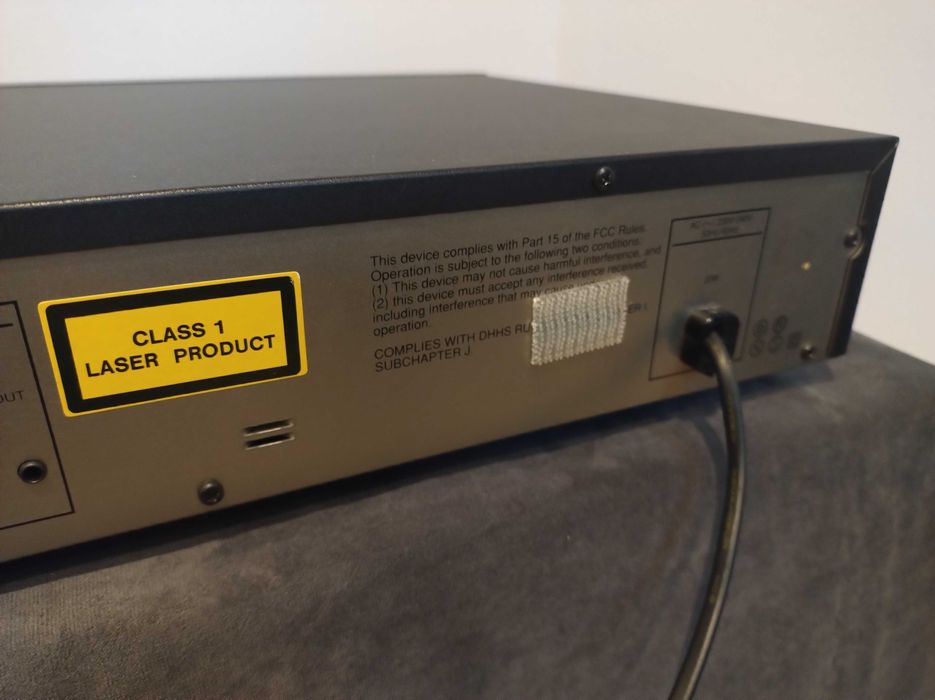 CLASS 1
LASER PRODUCT
OUT
This device complies with Part 15 of the FCC Rules.
Operation is subject to the following two conditions:
(1) This device may not cause harmful interference, and
(2) this device must accept any interference received,
including interference that may cause
operation.
COMPLIES WITH DHHS RU
ER I,
SUBCHAPTER J.